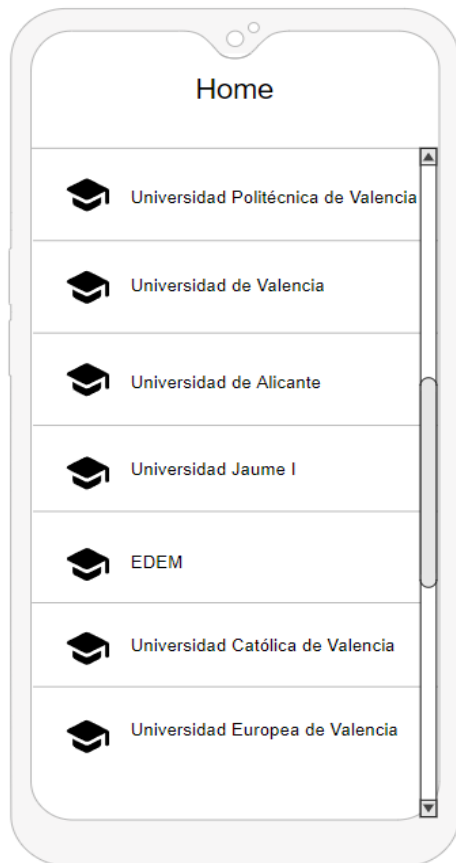 Home
Universidad Politécnica de Valencia
Universidad de Valencia
Universidad de Alicante
Universidad Jaume I
EDEM
Universidad Católica de Valencia
Universidad Europea de Valencia